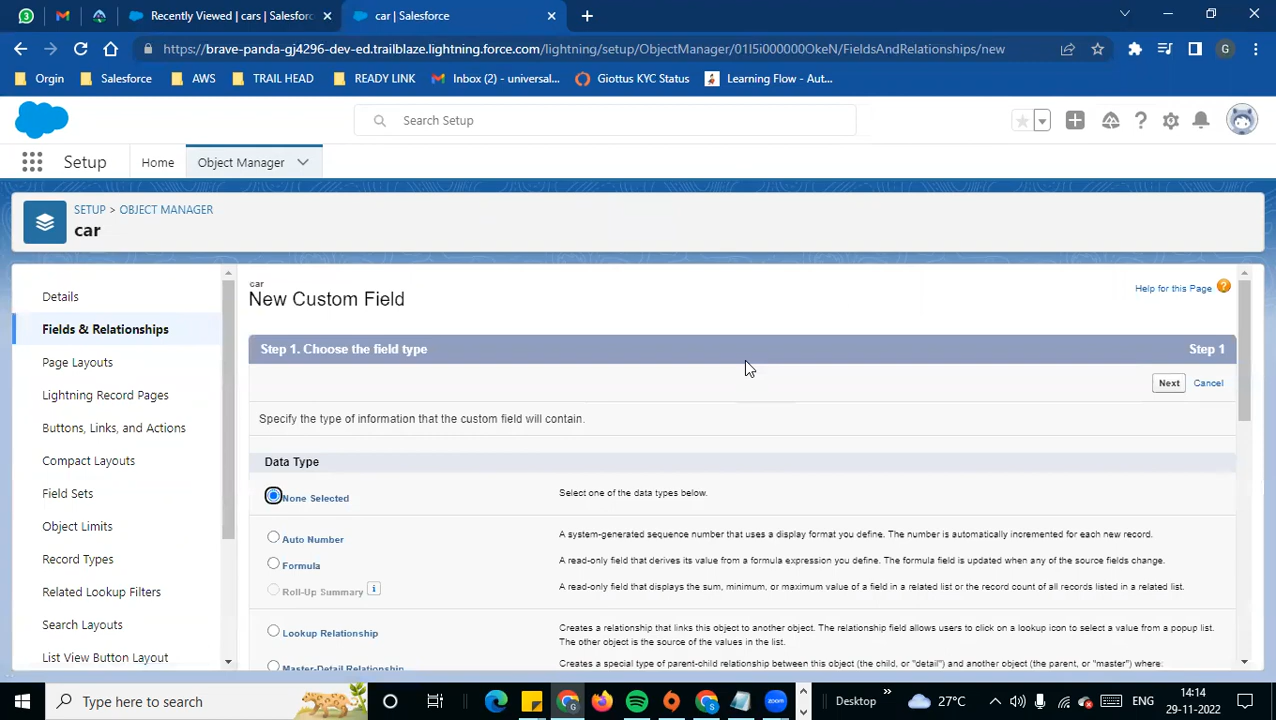 Recently Viewed | cars | Salesforc
car | Salesforce
https://brave-panda-gj4296-dev-ed.trailblaze.lightning.force.com/lightning/setup/ObjectManager/01I5i000000OkeN/FieldsAndRelationships/new
G
Orgin
Salesforce
AWS
TRAIL HEAD
READY LINK
Inbox (2) - universal...
Giottus KYC Status
Learning Flow - Aut...
Search Setup
Setup
Home
Object Manager
SETUP > OBJECT MANAGER
car
Details
Fields & Relationships
Page Layouts
Lightning Record Pages
Buttons, Links, and Actions
Compact Layouts
Field Sets
Object Limits
Record Types
Related Lookup Filters
Search Layouts
List View Button Layout
car
New Custom Field
Help for this Page
Step 1. Choose the field type
Step 1
Next
Cancel
Specify the type of information that the custom field will contain.
Data Type
None Selected
Select one of the data types below.
Auto Number
A system-generated sequence number that uses a display format you define. The number is automatically incremented for each new record.
Formula
A read-only field that derives its value from a formula expression you define. The formula field is updated when any of the source fields change.
Roll-Up Summary
A read-only field that displays the sum, minimum, or maximum value of a field in a related list or the record count of all records listed in a related list.
Lookup Relationship
Creates a relationship that links this object to another object. The relationship field allows users to click on a lookup icon to select a value from a popup list.
The other object is the source of the values in the list.
Master-Detail Relationship
Creates a special type of parent-child relationship between this object (the child, or "detail") and another object (the parent, or "master") where:
Type here to search
Desktop
27°C
ENG
14:14
29-11-2022